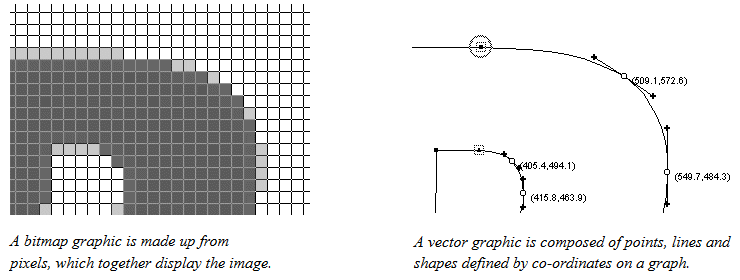 (509.1,572.6)
(405.4,494.1)
(549.7,484.3)
(415.8,463.9)
A bitmap graphic is made up from
pixels, which together display the image.
A vector graphic is composed of points, lines and
shapes defined by co-ordinates on a graph.